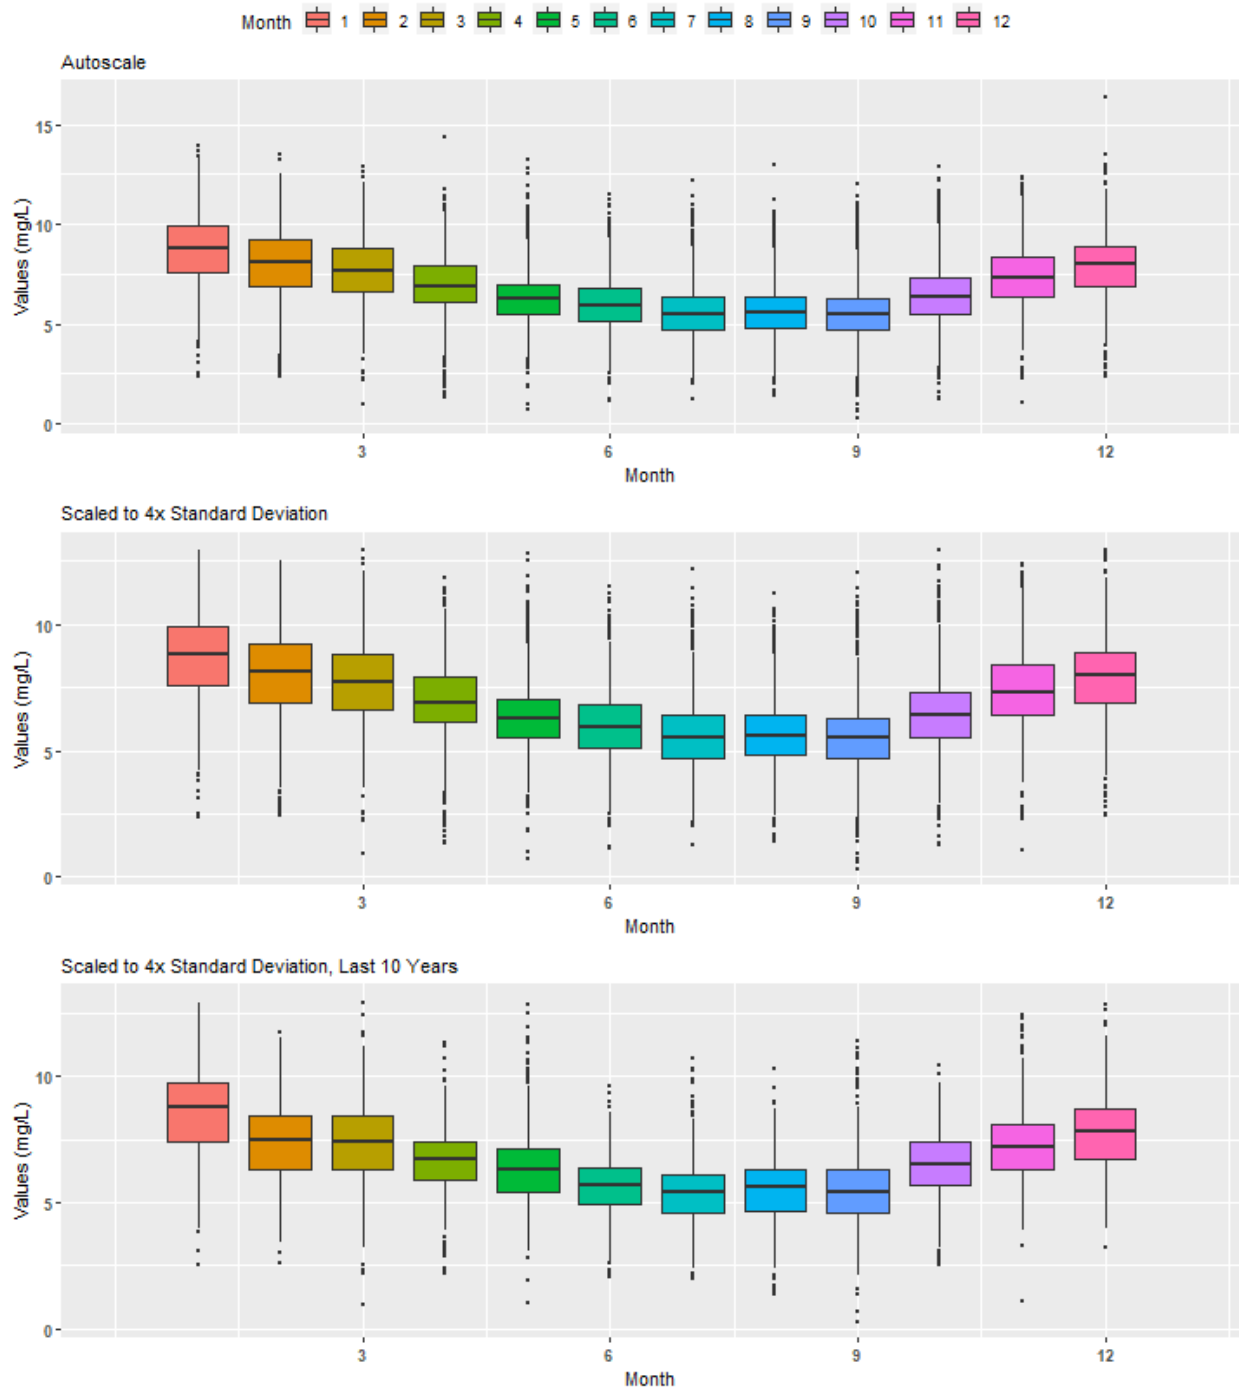 Month 1 2 3 4 5 6 7 8 9 10 11 12
Autoscale
Values (mg/L)
15
10
5
0
3 6 9 12
Month
Scaled to 4x Standard Deviation
Values (mg/L)
10
5
0
3 6 9 12
Month
Scaled to 4x Standard Deviation, Last 10 Years
Values (mg/L)
10
5
0
3 6 9 12
Month